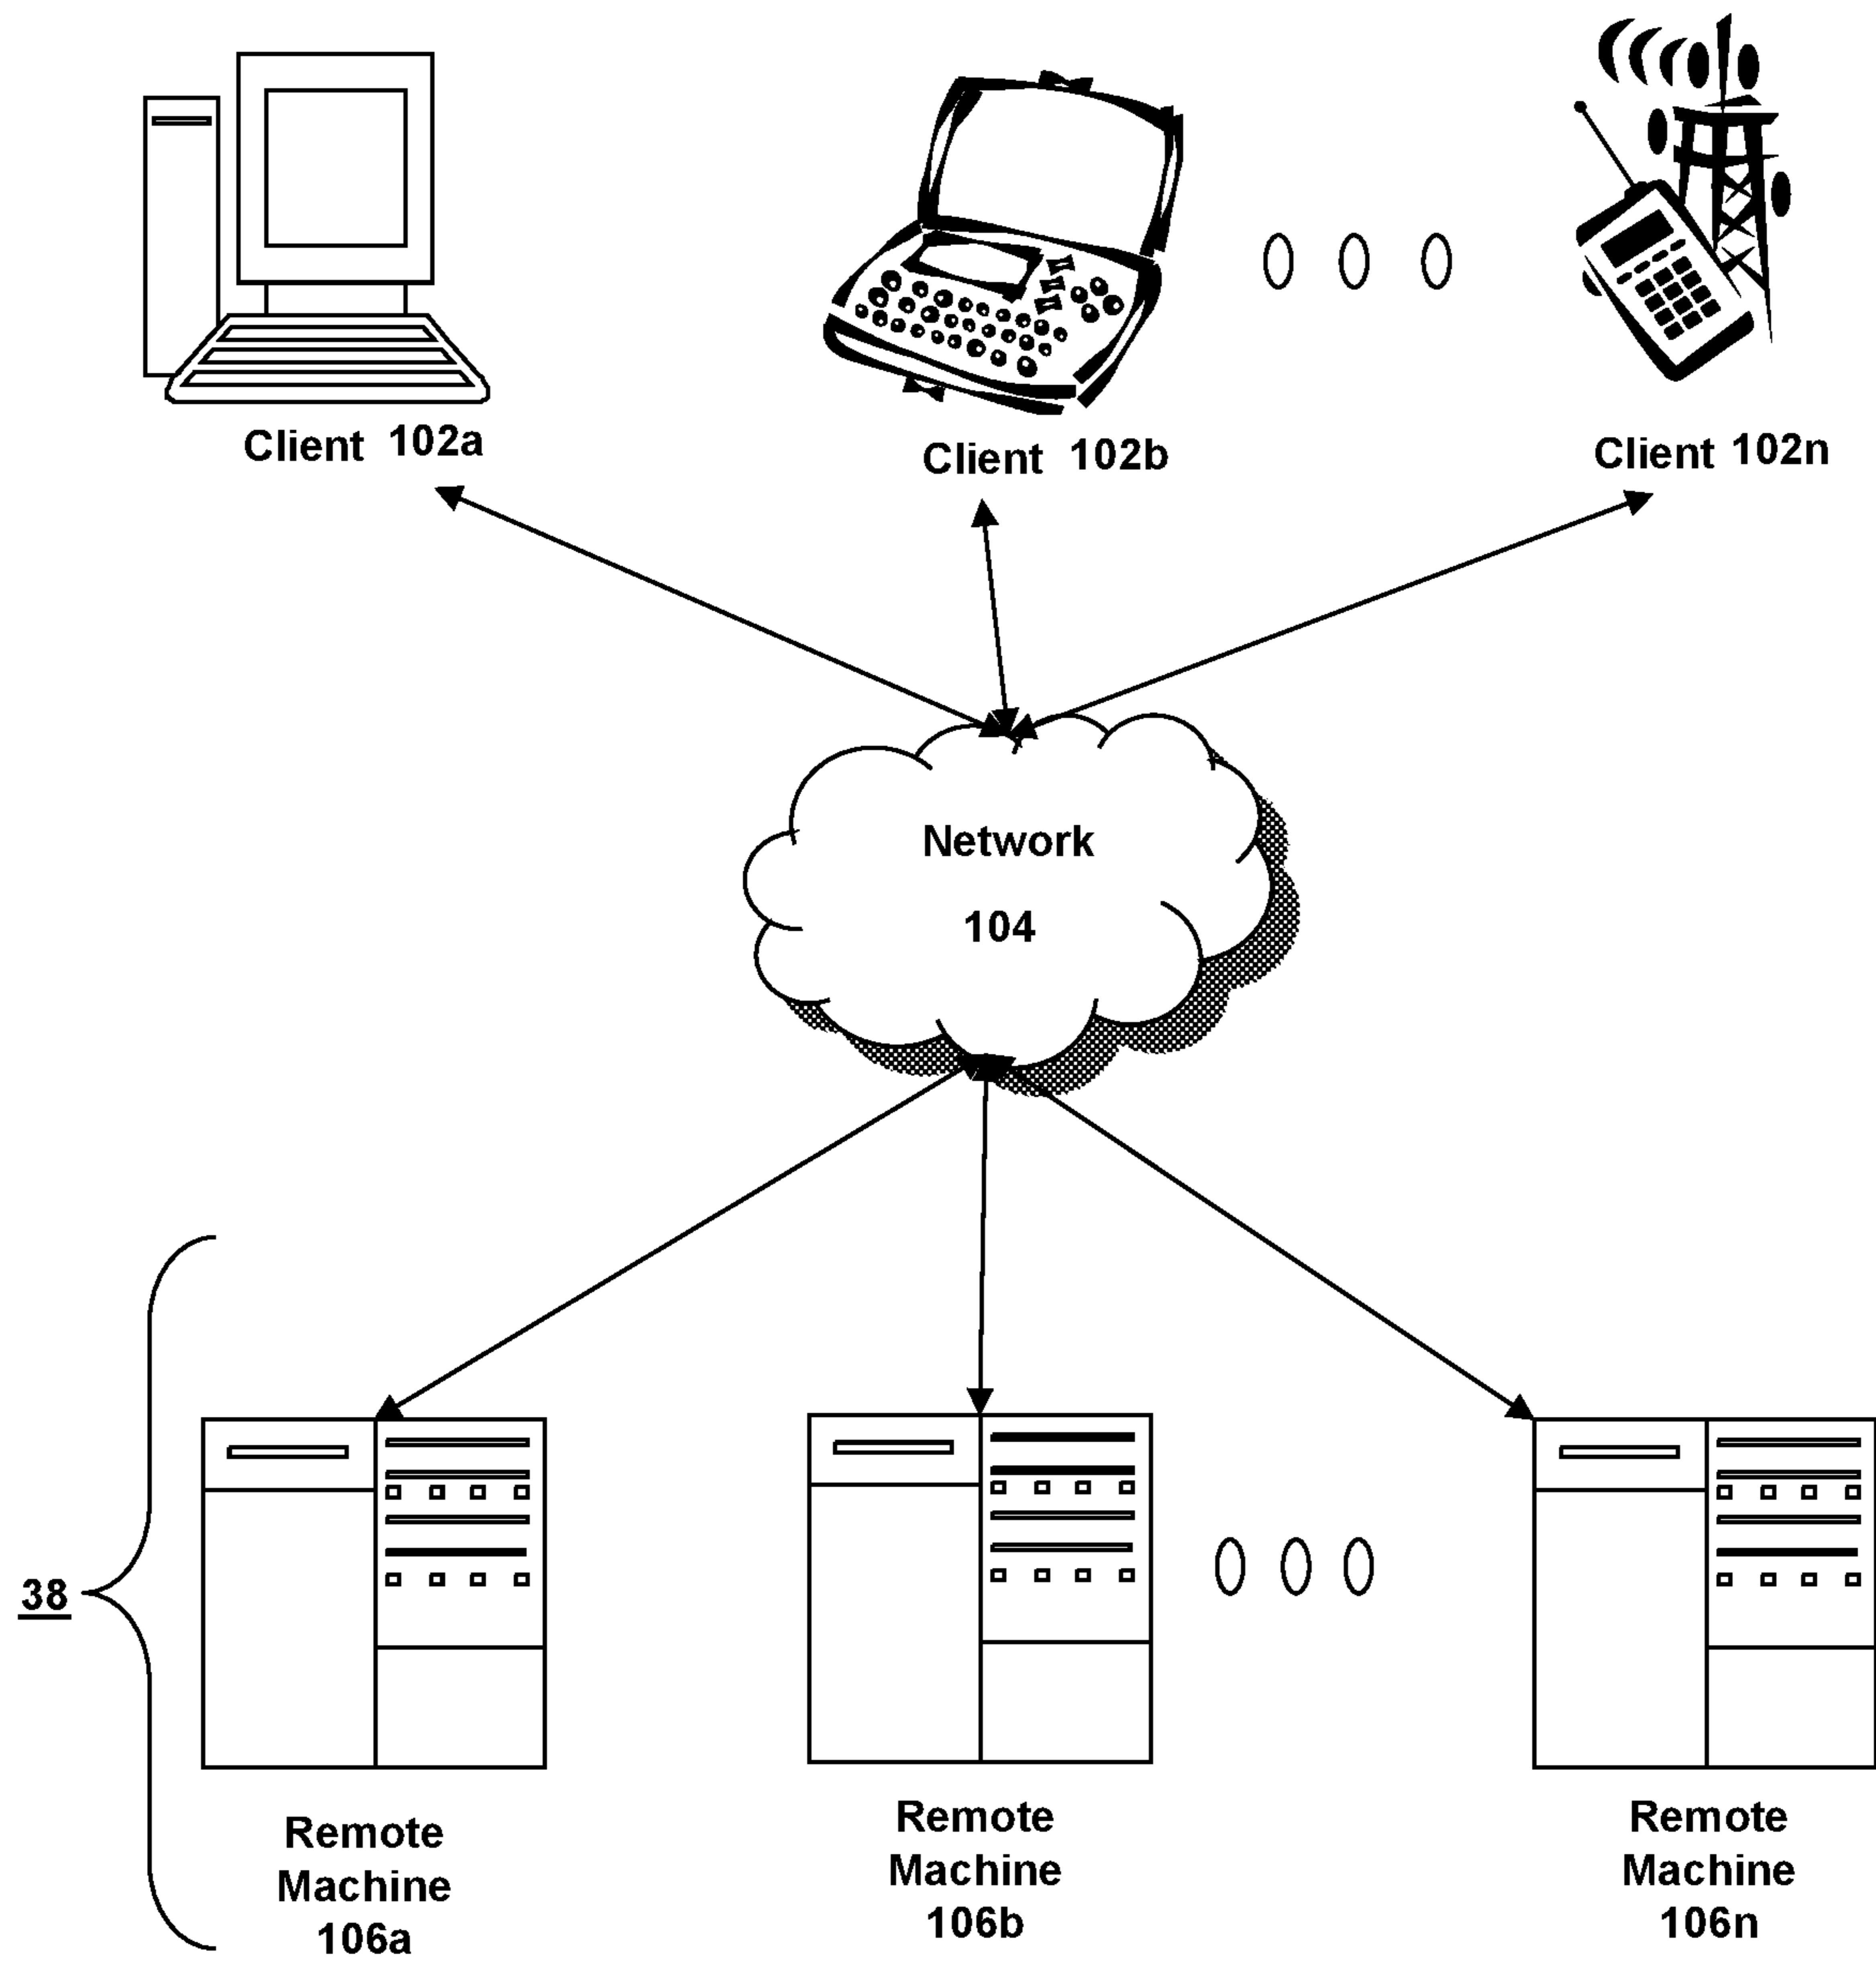 Client 102a
Client 102b
Client 102n
Network
104
38
Remote
Machine
106a
Remote
Machine
106b
Remote
Machine
106n